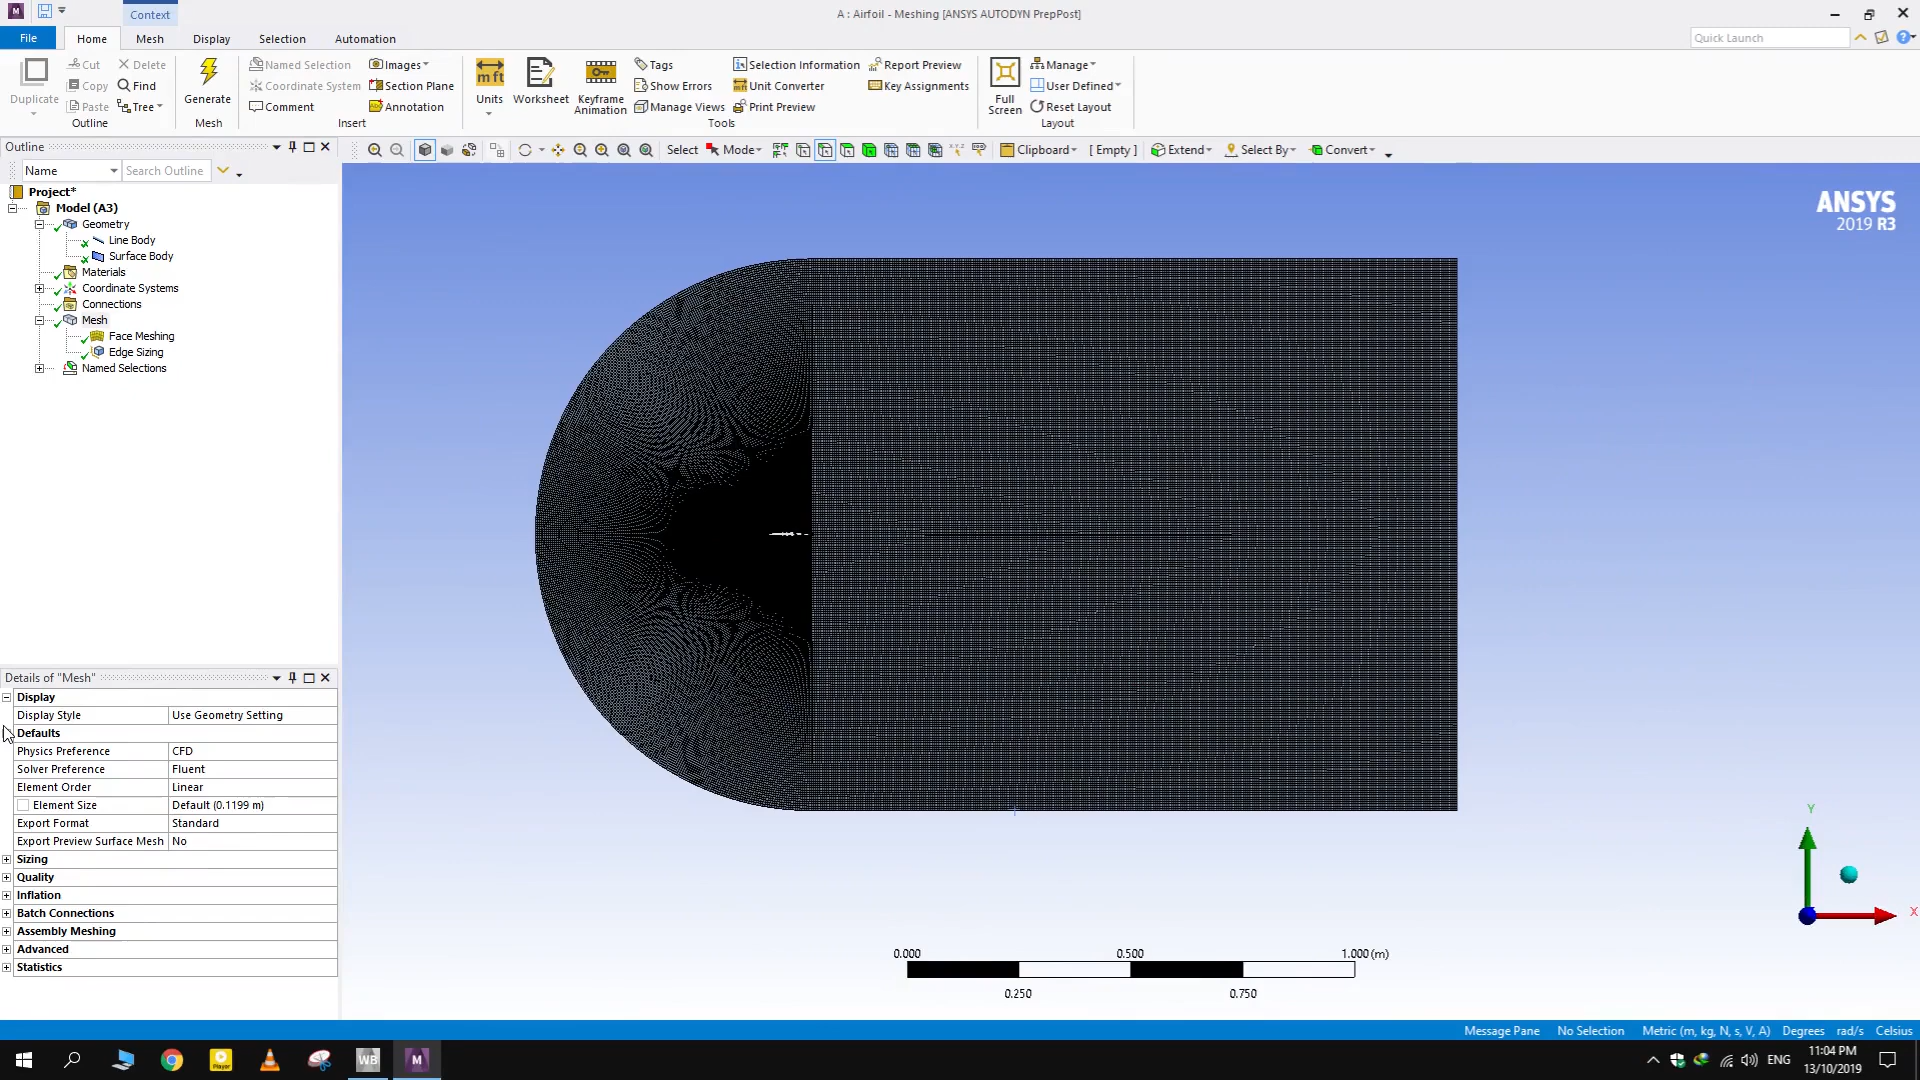 Context
A : Airfoil - Meshing [ANSYS AUTODYN PrepPost]
File Home Mesh Display Selection Automation
Quick Launch
Duplicate
Cut
Copy
Paste
Delete
Find
Tree
Outline
Generate
Mesh
Named Selection
Coordinate System
Comment
Images
Section Plane
Annotation
Insert
Units
Worksheet
Keyframe
Animation
Tags
Show Errors
Manage Views
Selection Information
Unit Converter
Print Preview
Report Preview
Key Assignments
Tools
Full
Screen
Manage
User Defined
Reset Layout
Layout
Outline
Select Mode Clipboard [ Empty ] Extend Select By Convert
Name Search Outline
Project*
Model (A3)
Geometry
Line Body
Surface Body
Materials
Coordinate Systems
Connections
Mesh
Face Meshing
Edge Sizing
Named Selections
ANSYS
2019 R3
Details of "Mesh"
Display
Display Style Use Geometry Setting
Defaults
Physics Preference CFD
Solver Preference Fluent
Element Order Linear
Element Size Default (0.1199 m)
Export Format Standard
Export Preview Surface Mesh No
Sizing
Quality
Inflation
Batch Connections
Assembly Meshing
Advanced
Statistics
Y
X
0.000 0.500 1.000 (m)
0.250 0.750
Message Pane No Selection Metric (m, kg, N, s, V, A) Degrees rad/s Celsius
Player
WB
M
ENG
11:04 PM
13/10/2019